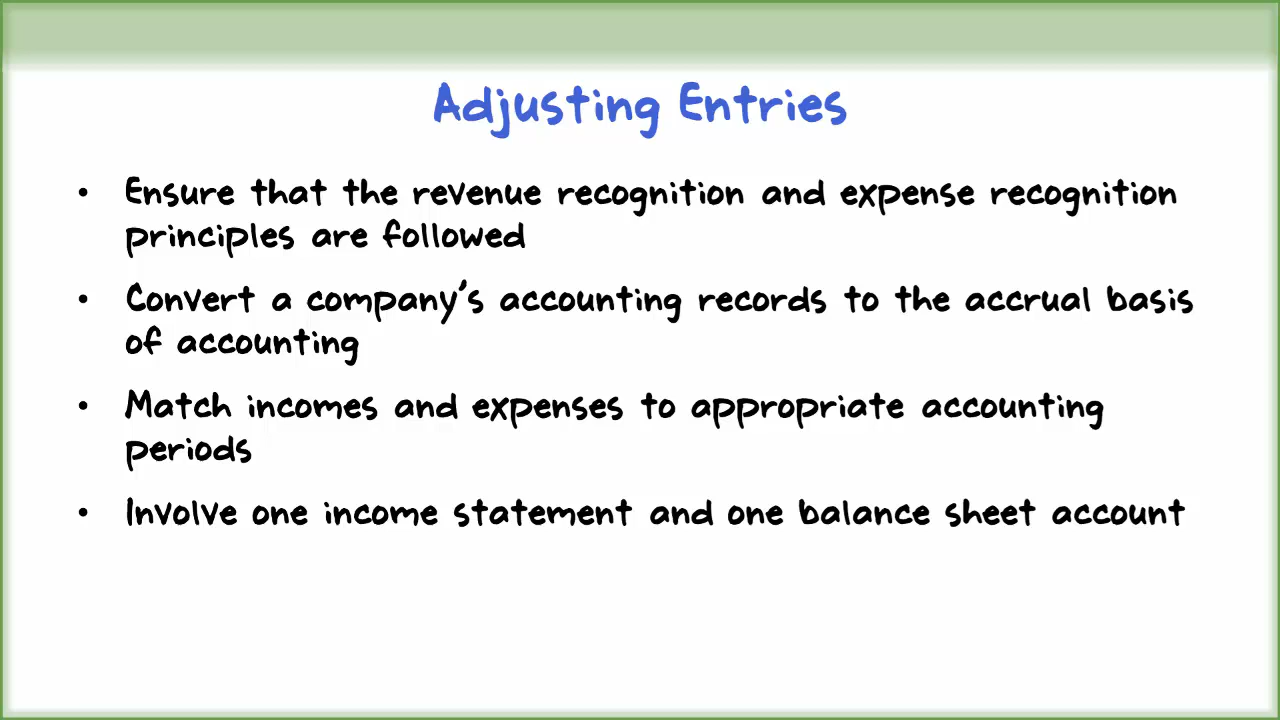 Adjusting Entries
• Ensure that the revenue recognition and expense recognition
principles are followed
• Convert a company's accounting records to the accrual basis
of accounting
• Match incomes and expenses to appropriate accounting
periods
• Involve one income statement and one balance sheet account